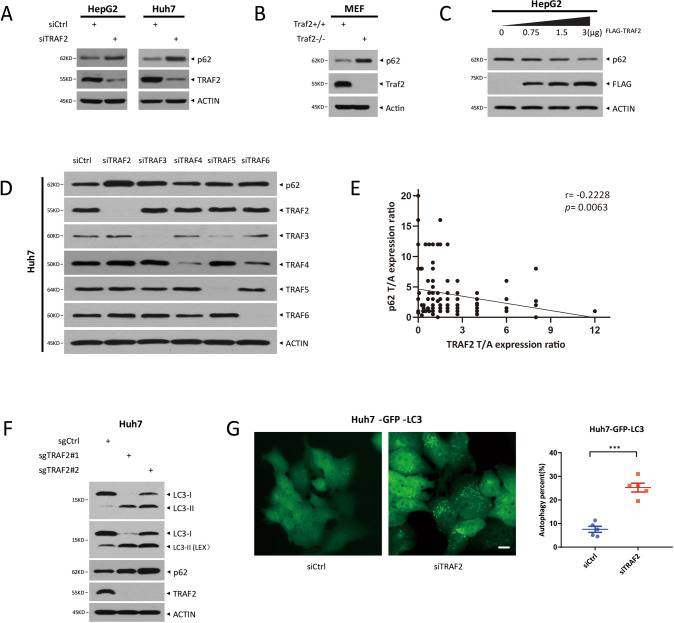 A
HepG2
Huh7
siCtrl
+
+
siTRAF2
+
+
62KD
p62
55KD
TRAF2
45KD
ACTIN
B
MEF
Traf2+/+
+
Traf2-/-
+
62KD
p62
55KD
Traf2
45KD
Actin
C
HepG2
0
0.75
1.5
3(μg)
FLAG-TRAF2
62KD
p62
75KD
FLAG
45KD
ACTIN
D
siCtrl siTRAF2 siTRAF3 siTRAF4 siTRAF5 siTRAF6
Huh7
62KD
p62
55KD
TRAF2
60KD
TRAF3
50KD
TRAF4
64KD
TRAF5
60KD
TRAF6
45KD
ACTIN
E
r= -0.2228
p= 0.0063
p62 T/A expression ratio
20
16
12
8
4
0
0 3 6 9 12
TRAF2 T/A expression ratio
F
Huh7
sgCtrl
+
sgTRAF2#1
+
sgTRAF2#2
+
15KD
LC3-I
LC3-II
15KD
LC3-I
LC3-II (LEX)
62KD
p62
55KD
TRAF2
45KD
ACTIN
G
Huh7 -GFP -LC3
siCtrl
siTRAF2
Huh7-GFP-LC3
***
Autophagy percent(%)
40
30
20
10
0
siCtrl
siTRAF2